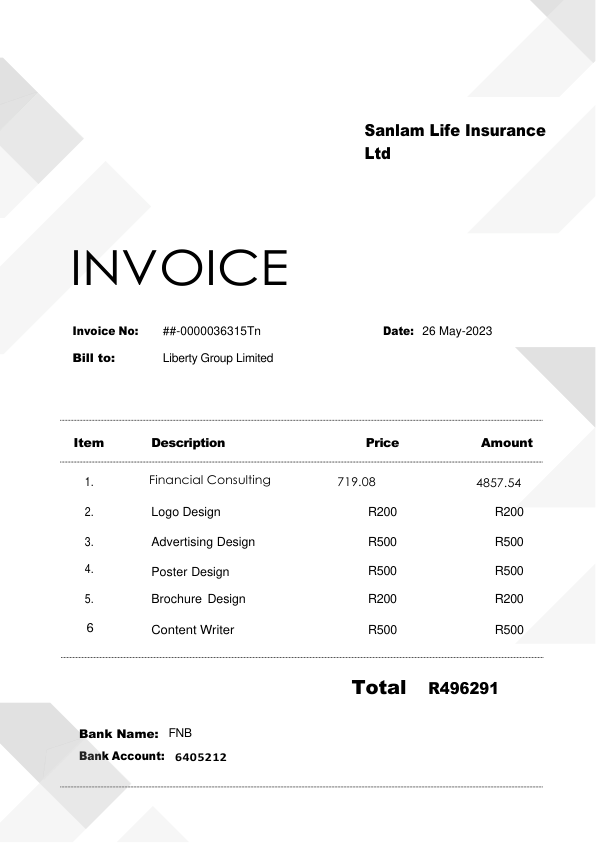 Sanlam Life Insurance
Ltd
INVOICE
Invoice No: ##-0000036315Tn Date: 26 May-2023
Bill to: Liberty Group Limited
Item Description Price Amount
1. Financial Consulting 719.08 4857.54
2. Logo Design R200 R200
3. Advertising Design R500 R500
4. Poster Design R500 R500
5. Brochure Design R200 R200
6 Content Writer R500 R500
Total R496291
Bank Name: FNB
Bank Account: 6405212